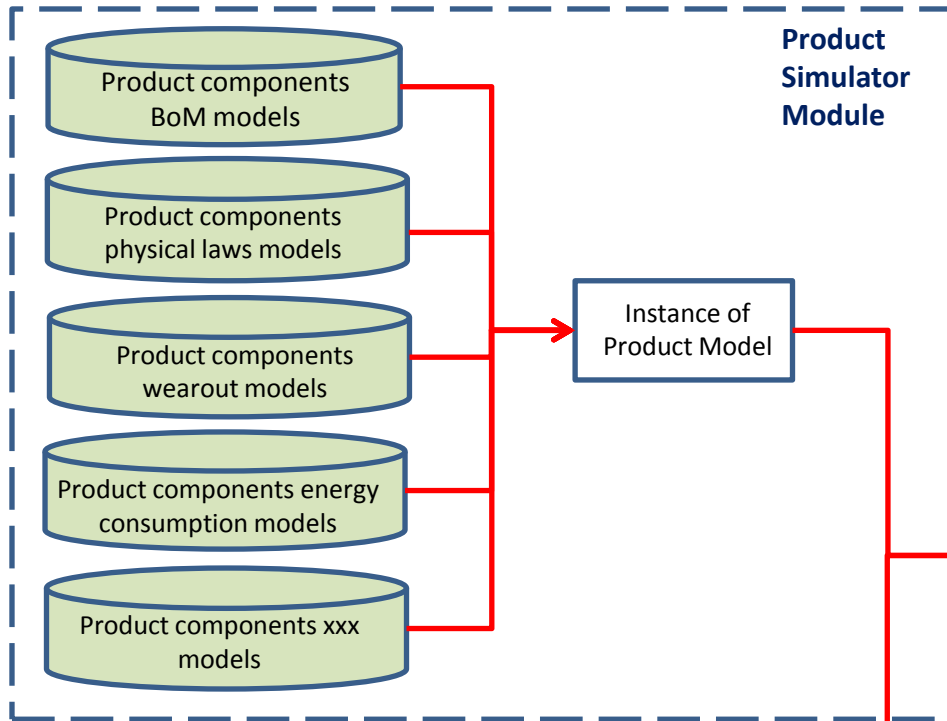 Product
Simulator
Module
Product components
BoM models
Product components
physical laws models
Product components
wearout models
Product components energy
consumption models
Product components xxx
models
Instance of
Product Model